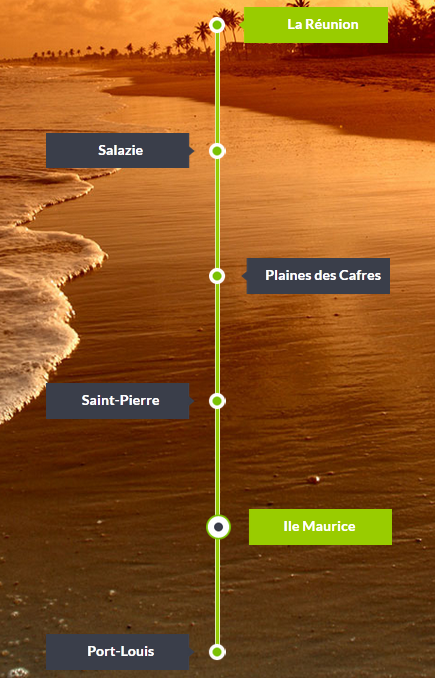 La Réunion
Salazie
Plaines des Cafres
Saint-Pierre
Ile Maurice
Port-Louis